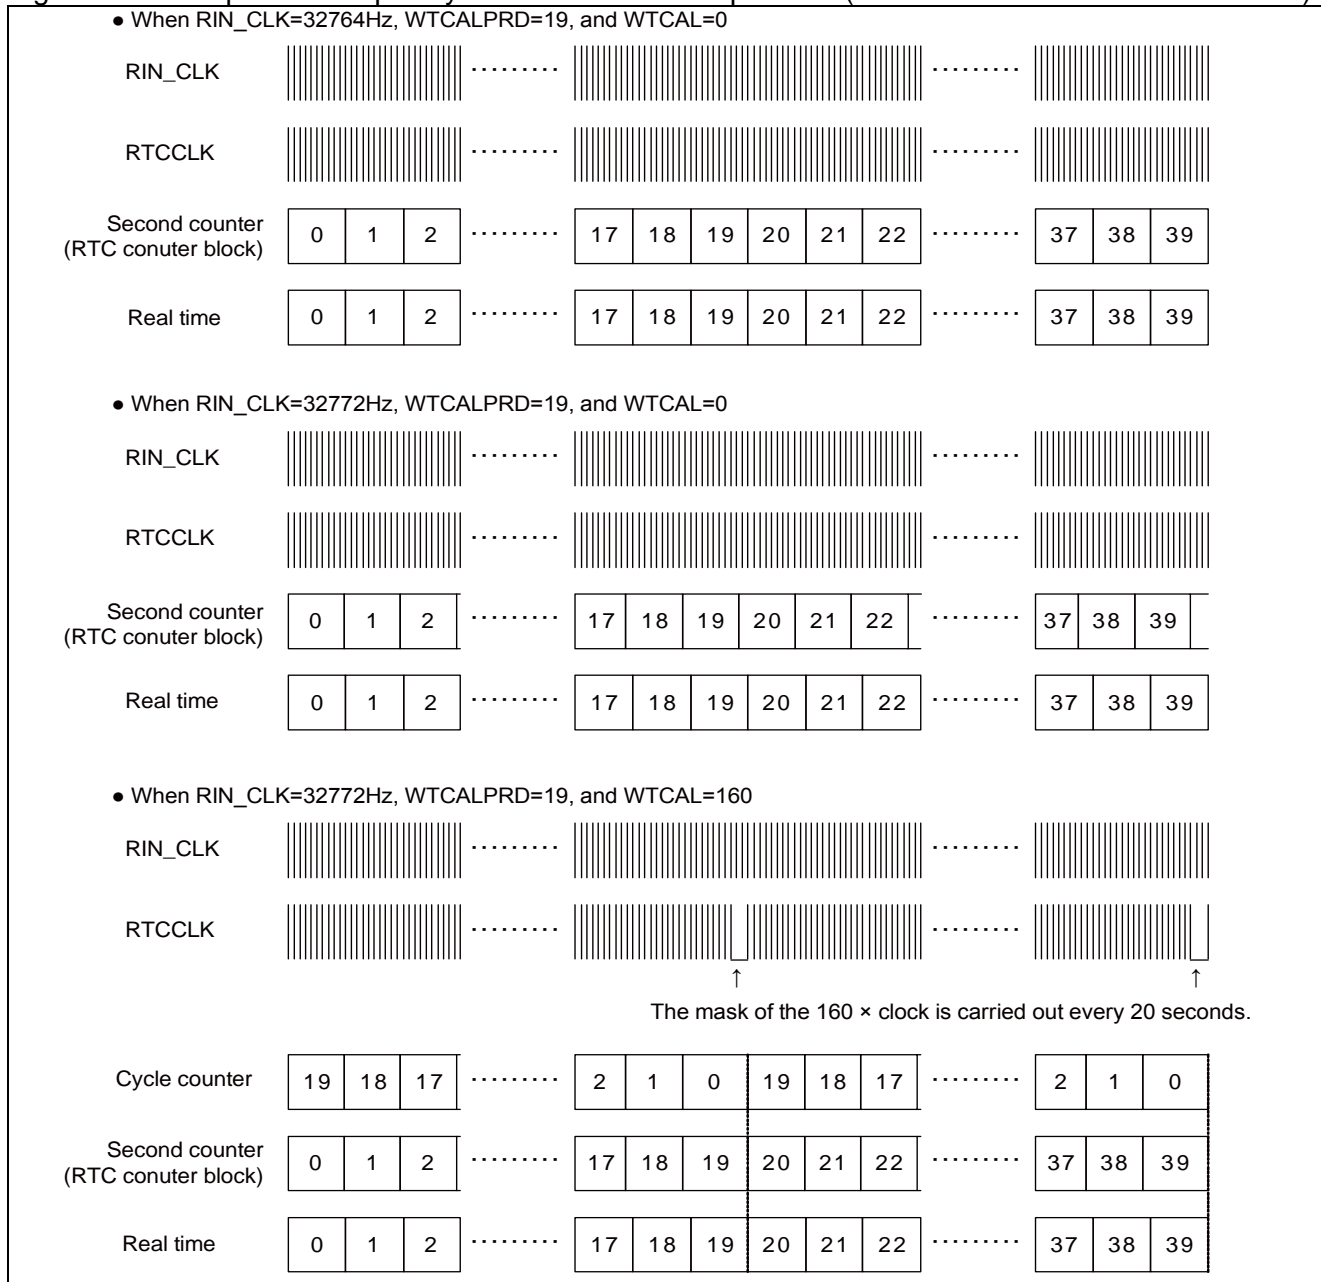 ● When RIN_CLK=32764Hz, WTCALPRD=19, and WTCAL=0
RIN_CLK
RTCCLK
Second counter
(RTC conuter block)
0 1 2 ········· 17 18 19 20 21 22 ········· 37 38 39
Real time 0 1 2 ········· 17 18 19 20 21 22 ········· 37 38 39
● When RIN_CLK=32772Hz, WTCALPRD=19, and WTCAL=0
RIN_CLK
RTCCLK
Second counter
(RTC conuter block)
0 1 2 ········· 17 18 19 20 21 22 ········· 37 38 39
Real time 0 1 2 ········· 17 18 19 20 21 22 ········· 37 38 39
● When RIN_CLK=32772Hz, WTCALPRD=19, and WTCAL=160
RIN_CLK
RTCCLK
↑ ↑
The mask of the 160 × clock is carried out every 20 seconds.
Cycle counter 19 18 17 ········· 2 1 0 19 18 17 ········· 2 1 0
Second counter
(RTC conuter block)
0 1 2 ········· 17 18 19 20 21 22 ········· 37 38 39
Real time 0 1 2 ········· 17 18 19 20 21 22 ········· 37 38 39